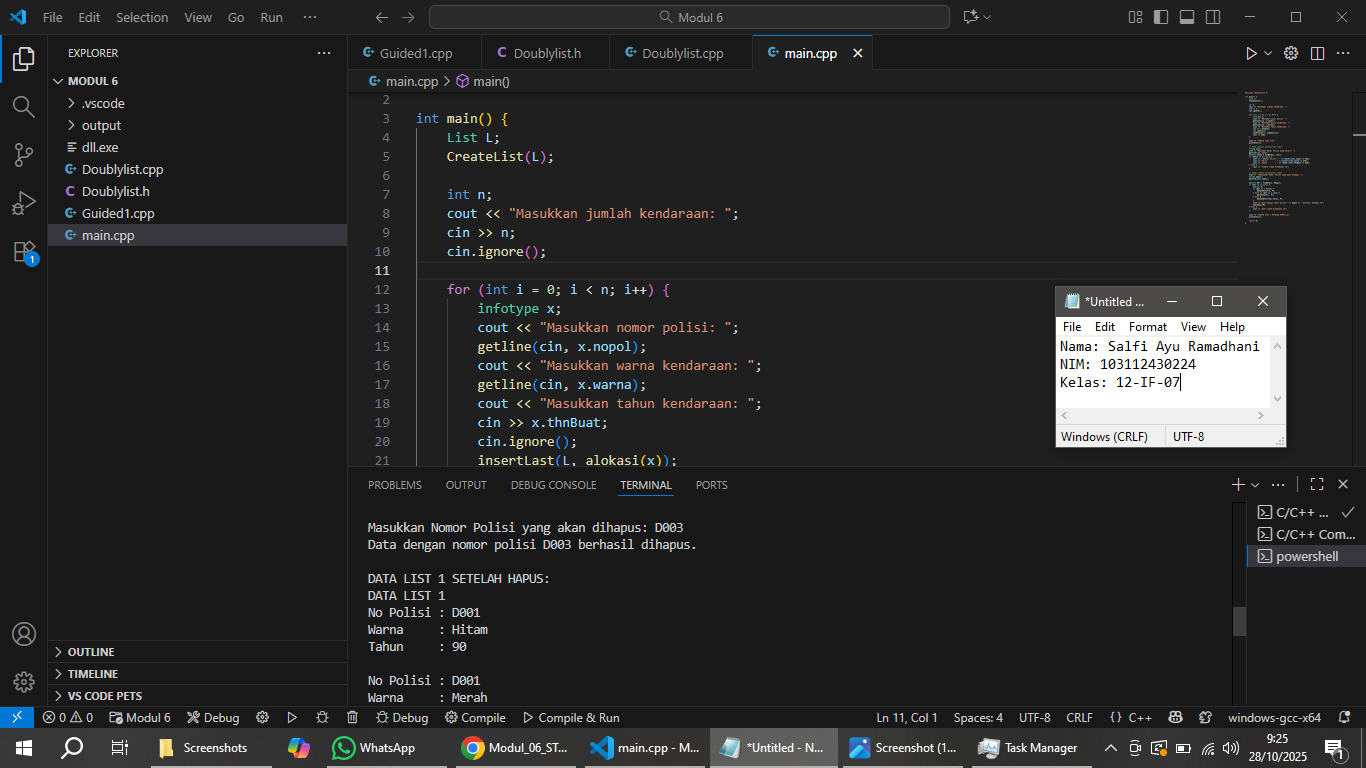 File Edit Selection View Go Run ··· Modul 6
EXPLORER ···
MODUL 6
.vscode
output
dll.exe
Doublylist.cpp
Doublylist.h
Guided1.cpp
main.cpp
OUTLINE
TIMELINE
VS CODE PETS
1
Guided1.cpp Doublylist.h Doublylist.cpp main.cpp
main.cpp > main()
2
3 int main() {
4 List L;
5 CreateList(L);
6
7 int n;
8 cout << "Masukkan jumlah kendaraan: ";
9 cin >> n;
10 cin.ignore();
11
12 for (int i = 0; i < n; i++) {
13 infotype x;
14 cout << "Masukkan nomor polisi: ";
15 getline(cin, x.nopol);
16 cout << "Masukkan warna kendaraan: ";
17 getline(cin, x.warna);
18 cout << "Masukkan tahun kendaraan: ";
19 cin >> x.thnBuat;
20 cin.ignore();
21 insertLast(L, alokasi(x));
*Untitled ...
File Edit Format View Help
Nama: Salfi Ayu Ramadhani
NIM: 103112430224
Kelas: 12-IF-07
Windows (CRLF) UTF-8
PROBLEMS OUTPUT DEBUG CONSOLE TERMINAL PORTS
Masukkan Nomor Polisi yang akan dihapus: D003
Data dengan nomor polisi D003 berhasil dihapus.
DATA LIST 1 SETELAH HAPUS:
DATA LIST 1
No Polisi : D001
Warna : Hitam
Tahun : 90
No Polisi : D001
Warna : Merah
C/C++ ...
C/C++ Com...
powershell
0 0 Modul 6 Debug Debug Compile Compile & Run Ln 11, Col 1 Spaces: 4 UTF-8 CRLF {} C++ windows-gcc-x64
Screenshots WhatsApp Modul_06_ST... main.cpp - M... *Untitled - N... Screenshot (1... Task Manager
9:25
28/10/2025
1